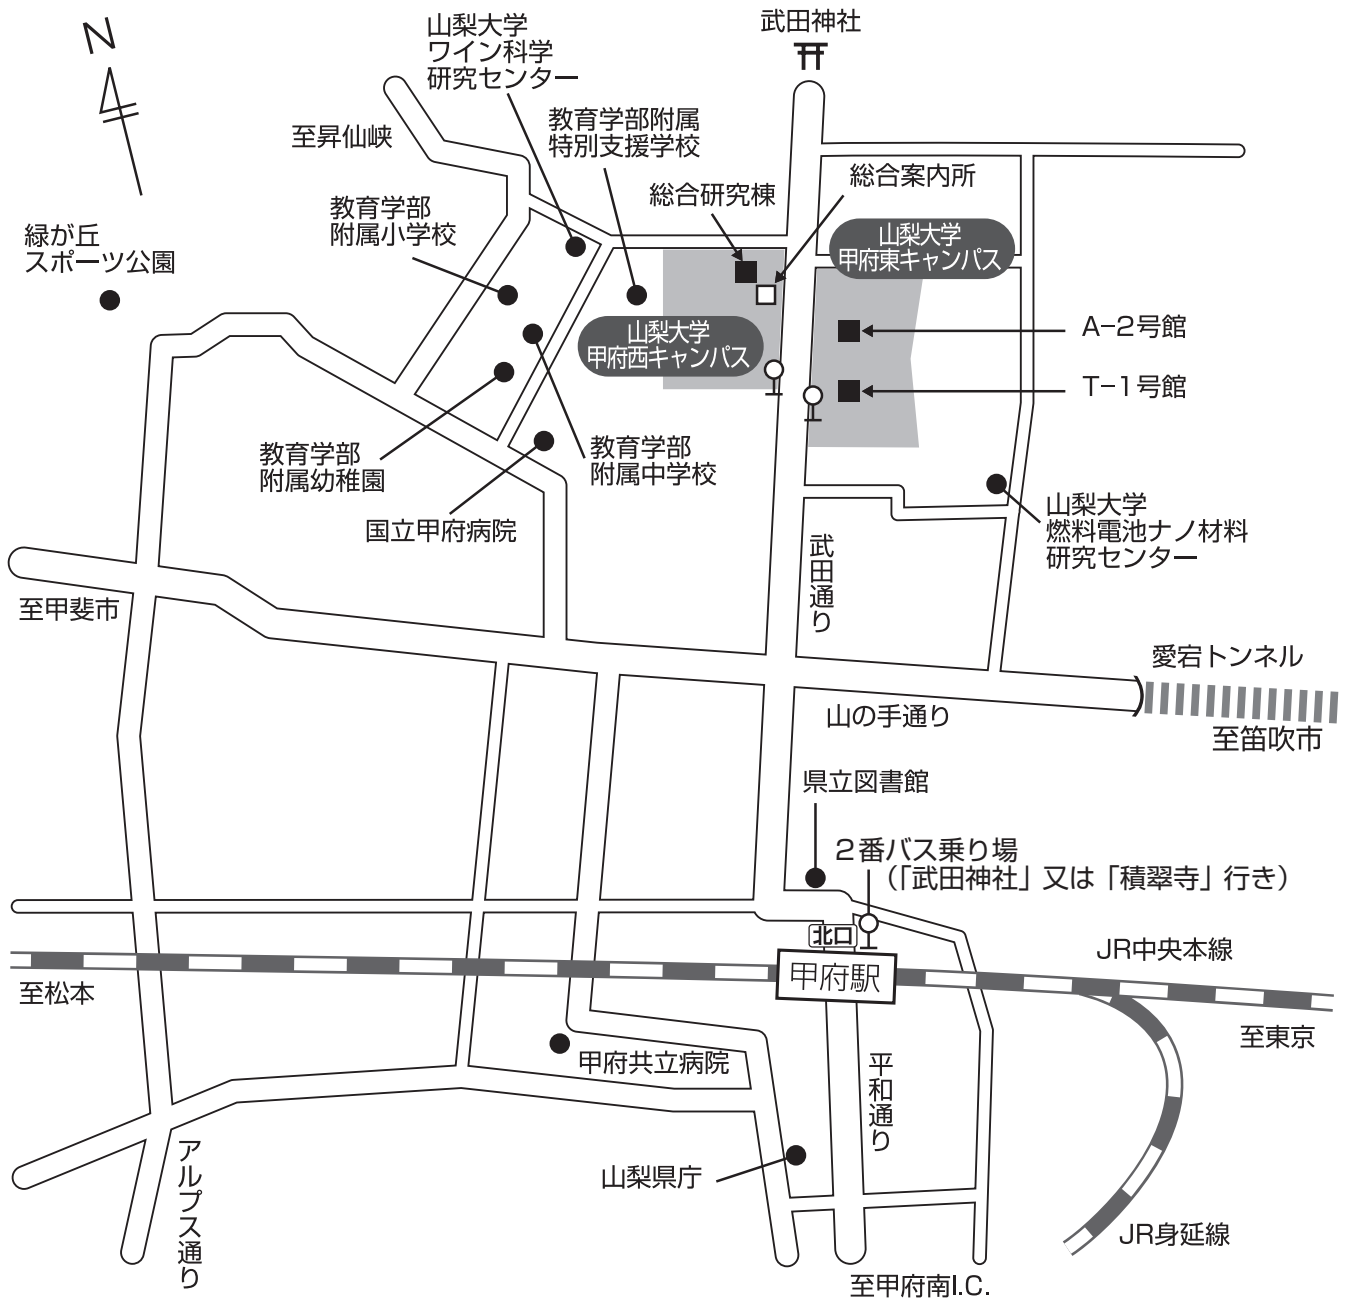 N
山梨大学
ワイン科学
研究センター
武田神社
至昇仙峡
教育学部附属
特別支援学校
総合研究棟
総合案内所
教育学部
附属小学校
緑が丘
スポーツ公園
山梨大学
甲府東キャンパス
山梨大学
甲府西キャンパス
A−2号館
T−1号館
教育学部
附属幼稚園
教育学部
附属中学校
国立甲府病院
山梨大学
燃料電池ナノ材料
研究センター
武田通り
至甲斐市
愛宕トンネル
山の手通り
至笛吹市
県立図書館
2番バス乗り場
（「武田神社」又は「積翠寺」行き）
北口
甲府駅
JR中央本線
至松本
至東京
甲府共立病院
平和通り
アルプス通り
山梨県庁
JR身延線
至甲府南I.C.